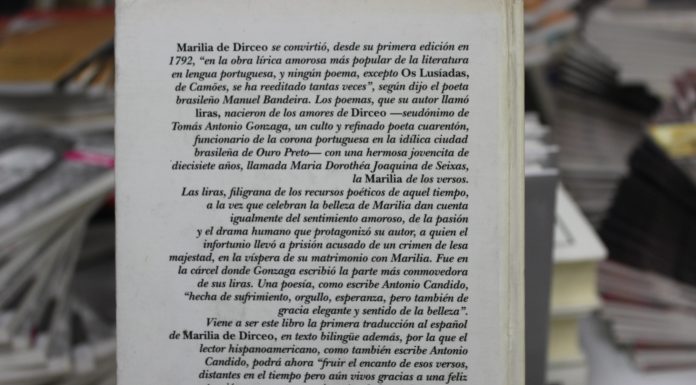 Marilia de Dirceo se convirtió, desde su primera edición en
1792, “en la obra lírica amorosa más popular de la literatura
en lengua portuguesa, y ningún poema, excepto Os Lusíadas,
de Camões, se ha reeditado tantas veces”, según dijo el poeta
brasileño Manuel Bandeira. Los poemas, que su autor llamó
liras, nacieron de los amores de Dirceo —seudónimo de
Tomás Antonio Gonzaga, un culto y refinado poeta cuarentón,
funcionario de la corona portuguesa en la idílica ciudad
brasileña de Ouro Preto— con una hermosa jovencita de
diecisiete años, llamada Maria Dorothéa Joaquina de Seixas,
la Marilia de los versos.
Las liras, filigrana de los recursos poéticos de aquel tiempo,
a la vez que celebran la belleza de Marilia dan cuenta
igualmente del sentimiento amoroso, de la pasión
y el drama humano que protagonizó su autor, a quien el
infortunio llevó a prisión acusado de un crimen de lesa
majestad, en la víspera de su matrimonio con Marilia. Fue en
la cárcel donde Gonzaga escribió la parte más conmovedora
de sus liras. Una poesía, como escribe Antonio Candido,
“hecha de sufrimiento, orgullo, esperanza, pero también de
gracia elegante y sentido de la belleza”.
Viene a ser este libro la primera traducción al español
de Marilia de Dirceo, en texto bilingüe además, por la que el
lector hispanoamericano, como también escribe Antonio
Candido, podrá ahora “fruir el encanto de esos versos,
distantes en el tiempo pero aún vivos gracias a una feliz